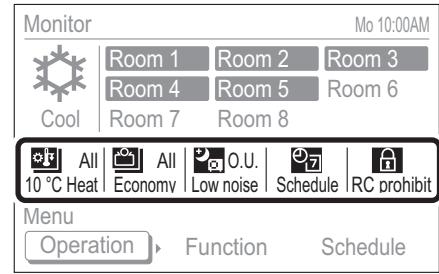 Monitor Mo 10:00AM
Room 1 Room 2 Room 3
Room 4 Room 5 Room 6
Cool Room 7 Room 8
All All O.U. 7
10 °C Heat Economy Low noise Schedule RC prohibit
Menu
Operation Function Schedule